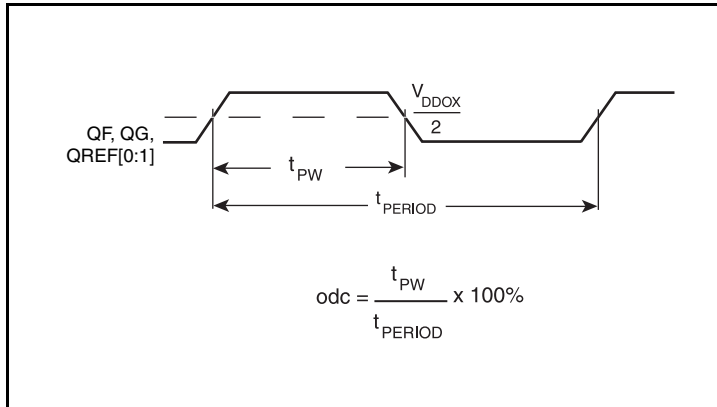 V_DDOX
2
QF, QG,
QREF[0:1]
t_PW
t_PERIOD
odc = t_PW / t_PERIOD x 100%